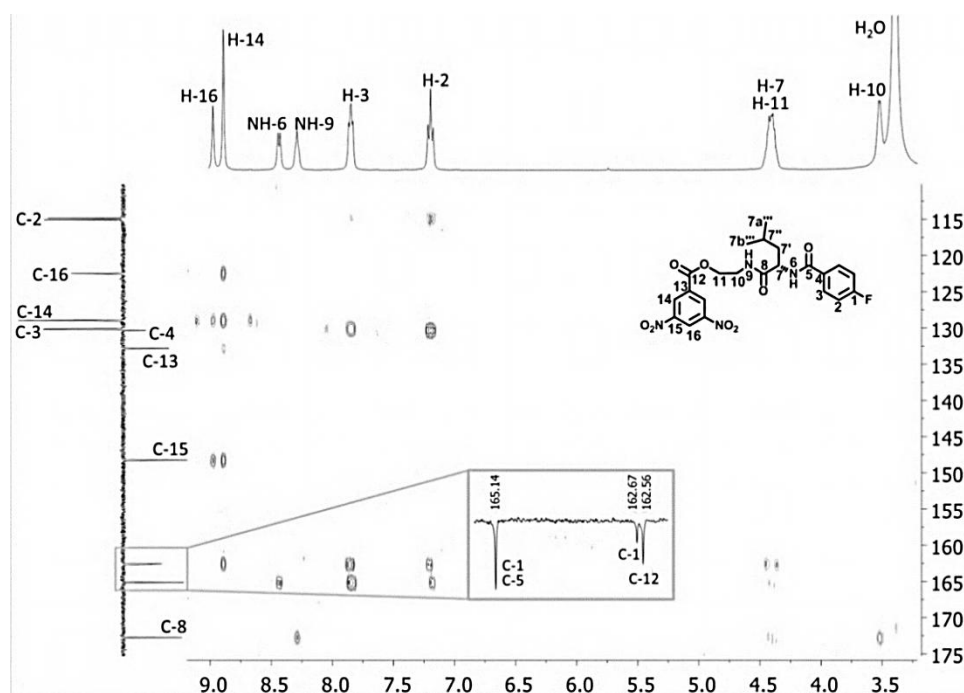 H-16
H-14
NH-6
NH-9
H-3
H-2
H-7
H-11
H-10
H₂O
C-2
C-16
C-14
C-3
C-4
C-13
C-15
C-8
115
120
125
130
135
140
145
150
155
160
165
170
175
7a'''
7b'''
7''
7'
O
O
12
11
10
H
N
9
8
O
7
6
N
H
O
5
4
3
2
1
F
13
14
15
16
O₂N
NO₂
165.14
162.67
162.56
C-1
C-5
C-1
C-12
9.0 8.5 8.0 7.5 7.0 6.5 6.0 5.5 5.0 4.5 4.0 3.5